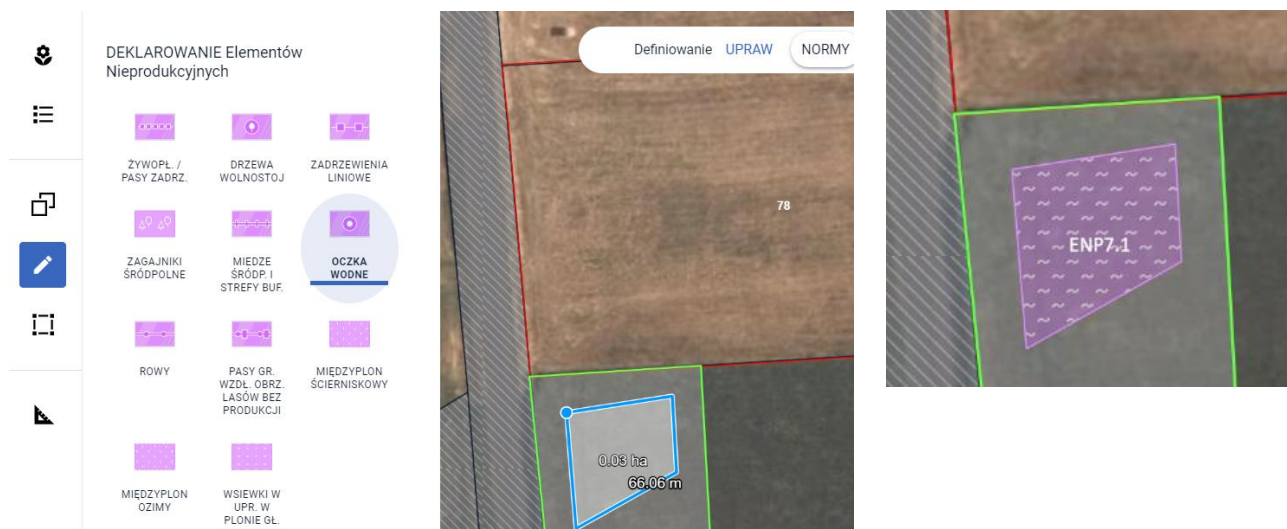 DEKLAROWANIE Elementów
Nieprodukcyjnych
ŻYWOPŁ. /
PASY ZADRZ.
DRZEWA
WOLNOSTOJ
ZADRZEWIENIA
LINIOWE
ZAGAJNIKI
ŚRÓDPOLNE
MIEDZE
ŚRÓDP. I
STREFY BUF.
OCZKA
WODNE
ROWY
PASY GR.
WZDŁ. OBRZ.
LASÓW BEZ
PRODUKCJI
MIĘDZYPLON
ŚCIERNISKOWY
MIĘDZYPLON
OZIMY
WSIEWKI W
UPR. W
PLONIE GŁ.
Definiowanie UPRAW NORMY
78
0.03 ha
66.06 m
ENP7.1